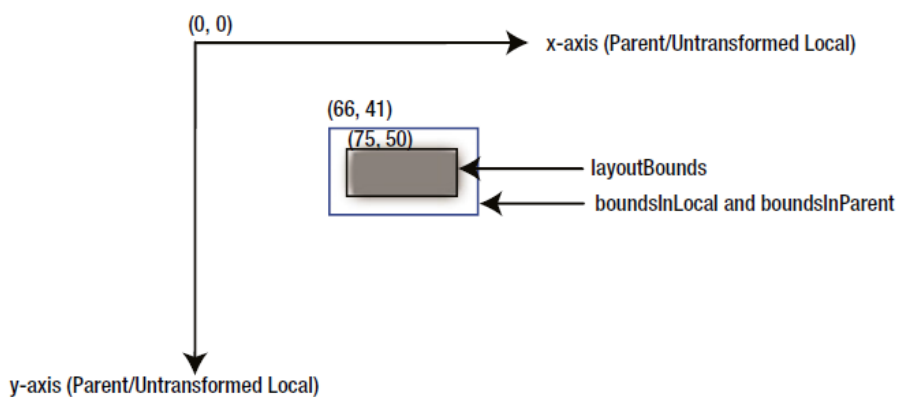 (0, 0)
x-axis (Parent/Untransformed Local)
(66, 41)
(75, 50)
layoutBounds
boundsInLocal and boundsInParent
y-axis (Parent/Untransformed Local)